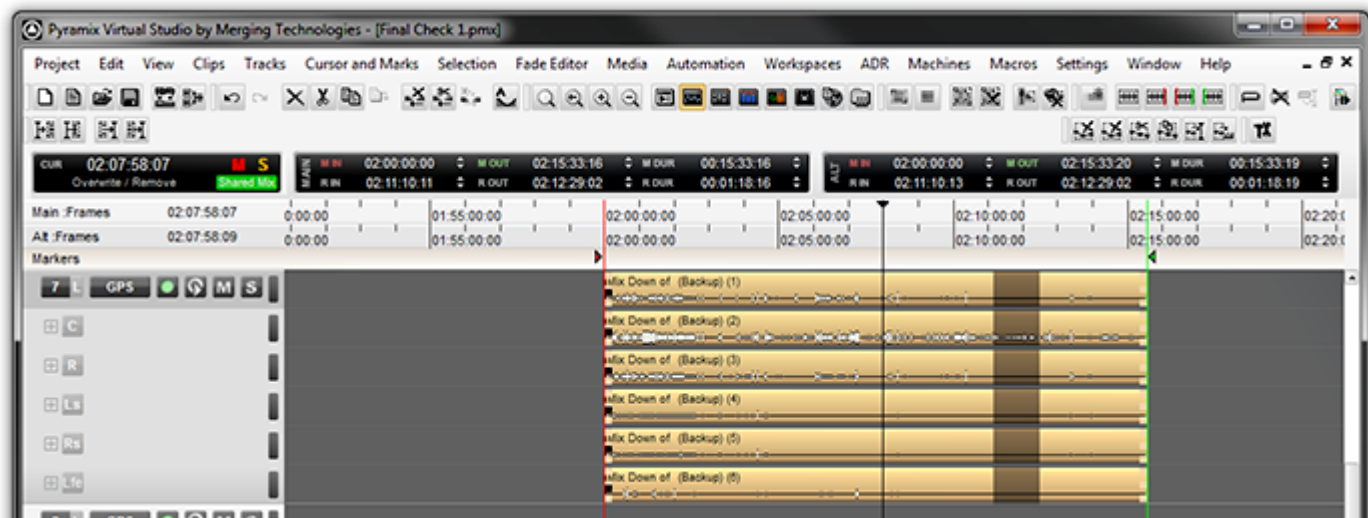 Pyramix Virtual Studio by Merging Technologies - [Final Check 1.pmx]
Project Edit View Clips Tracks Cursor and Marks Selection Fade Editor Media Automation Workspaces ADR Machines Macros Settings Window Help
CUR 02:07:58:07 M S
Overwrite / Remove Shared Mix
MAIN M IN 02:00:00:00 M OUT 02:15:33:16 M DUR 00:15:33:16
R IN 02:11:10:11 R OUT 02:12:29:02 R DUR 00:01:18:16
ALT M IN 02:00:00:00 M OUT 02:15:33:20 M DUR 00:15:33:19
R IN 02:11:10:13 R OUT 02:12:29:02 R DUR 00:01:18:19
Main :Frames 02:07:58:07 0:00:00 01:55:00:00 02:00:00:00 02:05:00:00 02:10:00:00 02:15:00:00 02:20:
Alt :Frames 02:07:58:09 0:00:00 01:55:00:00 02:00:00:00 02:05:00:00 02:10:00:00 02:15:00:00 02:20:
Markers
7 L GPS M S
Mix Down of (Backup) (1)
C
Mix Down of (Backup) (2)
R
Mix Down of (Backup) (3)
Ls
Mix Down of (Backup) (4)
Rs
Mix Down of (Backup) (5)
Lfe
Mix Down of (Backup) (6)